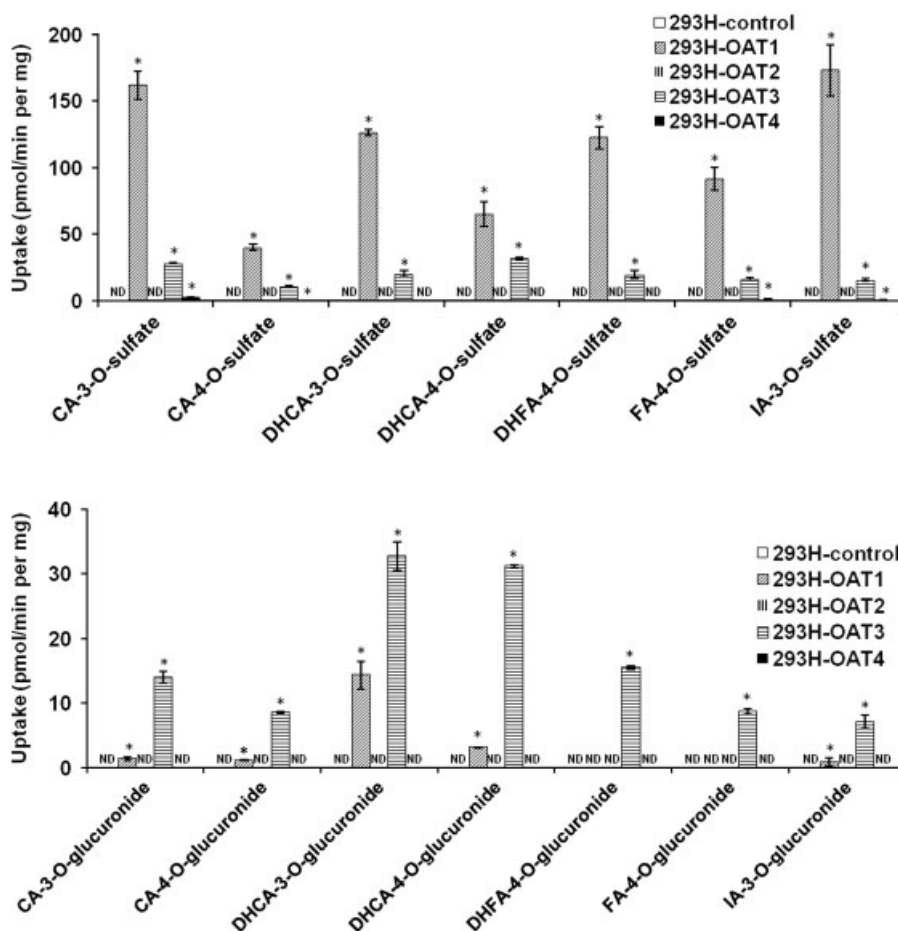 293H-control
293H-OAT1
293H-OAT2
293H-OAT3
293H-OAT4
Uptake (pmol/min per mg)
200
150
100
50
0
* * * * * * * * * * * * * * * * * *
ND ND ND ND ND ND ND ND ND ND ND ND ND ND ND ND ND
CA-3-O-sulfate
CA-4-O-sulfate
DHCA-3-O-sulfate
DHCA-4-O-sulfate
DHFA-4-O-sulfate
FA-4-O-sulfate
IA-3-O-sulfate
293H-control
293H-OAT1
293H-OAT2
293H-OAT3
293H-OAT4
Uptake (pmol/min per mg)
40
30
20
10
0
* * * * * * * * * * * *
ND ND ND ND ND ND ND ND ND ND ND ND ND ND ND ND ND ND ND ND ND ND ND
CA-3-O-glucuronide
CA-4-O-glucuronide
DHCA-3-O-glucuronide
DHCA-4-O-glucuronide
DHFA-4-O-glucuronide
FA-4-O-glucuronide
IA-3-O-glucuronide